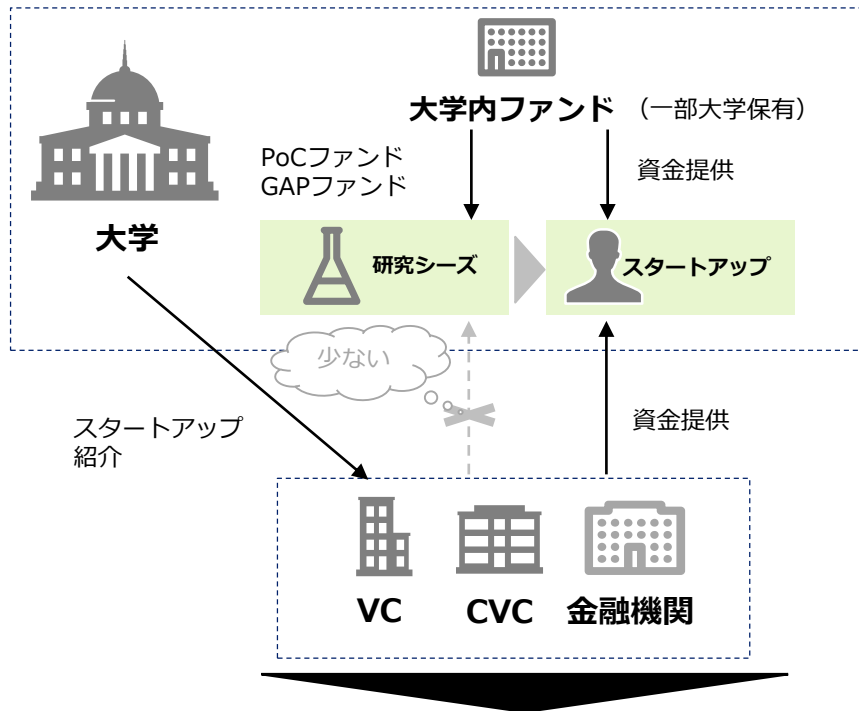 大学内ファンド （一部大学保有）
PoCファンド
GAPファンド
資金提供
大学
研究シーズ
スタートアップ
少ない
スタートアップ
紹介
資金提供
VC
CVC
金融機関